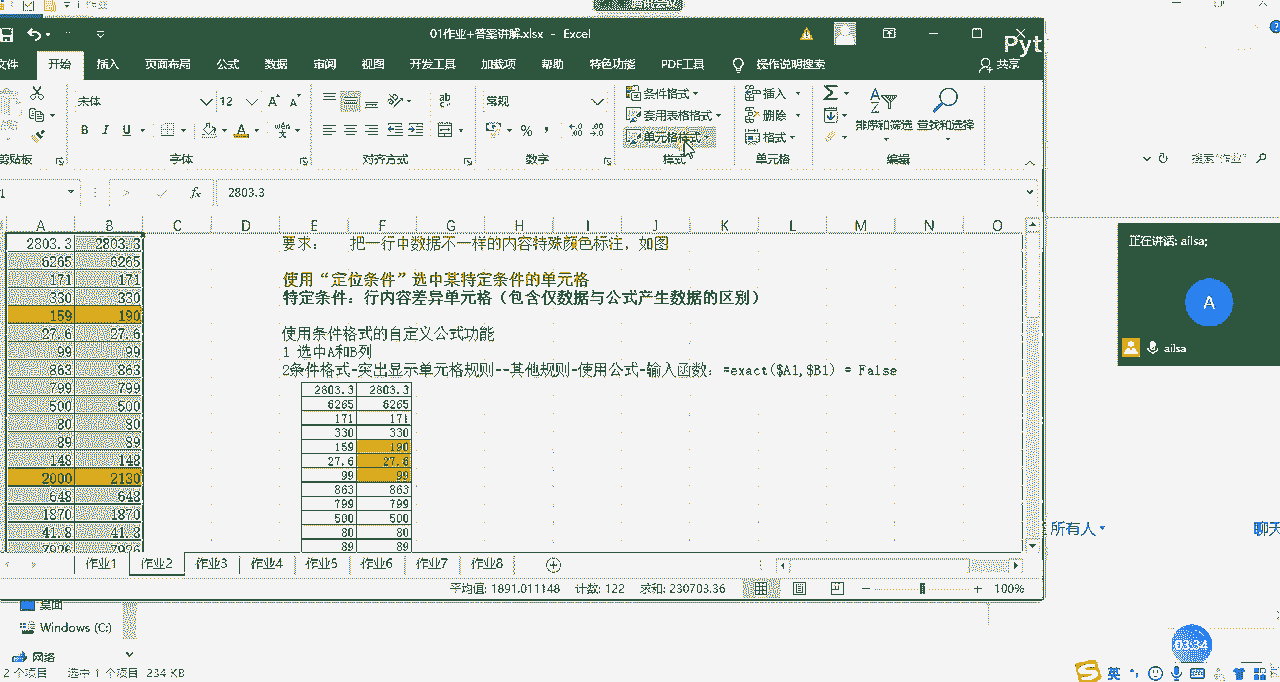 01作业+答案讲解.xlsx - Excel
Pyt
文件 开始 插入 页面布局 公式 数据 审阅 视图 开发工具 加载项 帮助 特色功能 PDF工具 操作说明搜索 共享
宋体 12 常规 条件格式 插入
套用表格格式 删除 排序和筛选 查找和选择
B I U % 单元格样式 格式
剪贴板 字体 对齐方式 数字 样式 单元格 编辑
搜索"作业"
1 fx 2803.3
A B C D E F G H I J K L M N O
2803.3 2803.3 要求: 把一行中数据不一样的内容特殊颜色标注,如图
6265 6265
171 171 使用“定位条件”选中某特定条件的单元格
330 330 特定条件:行内容差异单元格(包含仅数据与公式产生数据的区别)
159 190
27.6 27.6 使用条件格式的自定义公式功能
99 99 1 选中A和B列
863 863 2条件格式-突出显示单元格规则--其他规则-使用公式-输入函数:=exact($A1,$B1) = False
799 799 2803.3 2803.3
500 500 6265 6265
80 80 171 171
89 89 330 330
148 148 159 190
2000 2130 27.6 27.6
648 648 99 99
1870 1870 863 863
41.8 41.8 799 799
7926 7926 500 500
80 80
89 89
作业1 作业2 作业3 作业4 作业5 作业6 作业7 作业8
平均值: 1891.011148 计数: 122 求和: 230703.36 100%
正在讲话: ailsa;
A
ailsa
所有人
聊天
桌面
Windows (C:)
网络
2 个项目 选中 1 个项目 234 KB
03:34
英